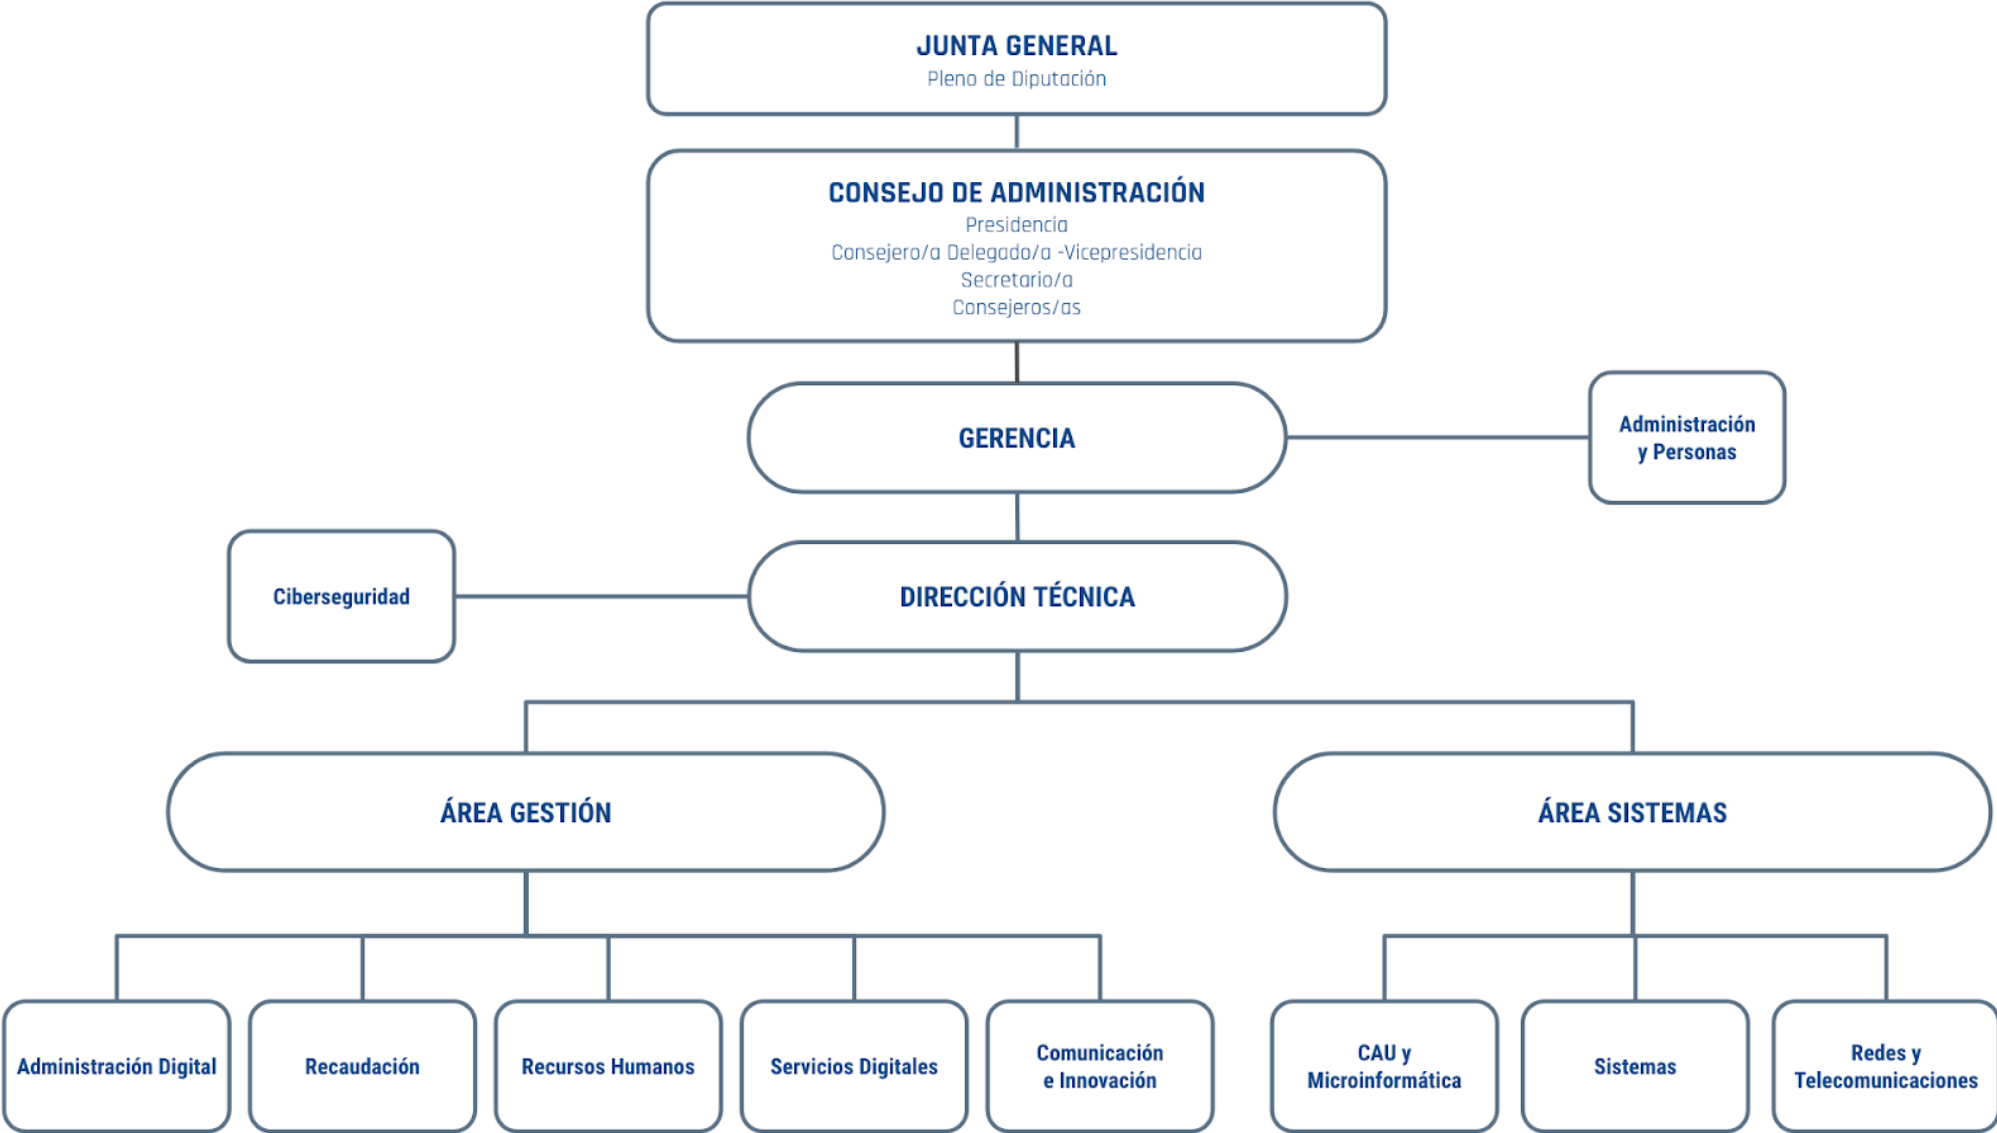 JUNTA GENERAL
Pleno de Diputación
CONSEJO DE ADMINISTRACIÓN
Presidencia
Consejero/a Delegado/a -Vicepresidencia
Secretario/a
Consejeros/as
GERENCIA
Administración
y Personas
Ciberseguridad
DIRECCIÓN TÉCNICA
ÁREA GESTIÓN
ÁREA SISTEMAS
Administración Digital
Recaudación
Recursos Humanos
Servicios Digitales
Comunicación
e Innovación
CAU y
Microinformática
Sistemas
Redes y
Telecomunicaciones